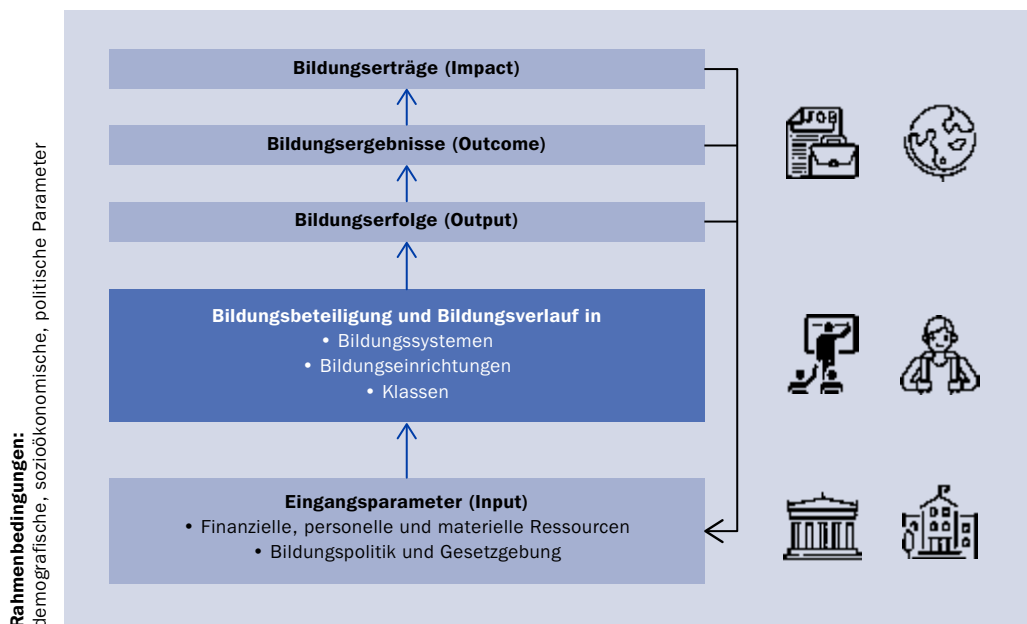 Bildungserträge (Impact)
Bildungsergebnisse (Outcome)
Bildungserfolge (Output)
Bildungsbeteiligung und Bildungsverlauf in
• Bildungssystemen
• Bildungseinrichtungen
• Klassen
Eingangsparameter (Input)
• Finanzielle, personelle und materielle Ressourcen
• Bildungspolitik und Gesetzgebung
Rahmenbedingungen:
demografische, sozioökonomische, politische Parameter
JOB